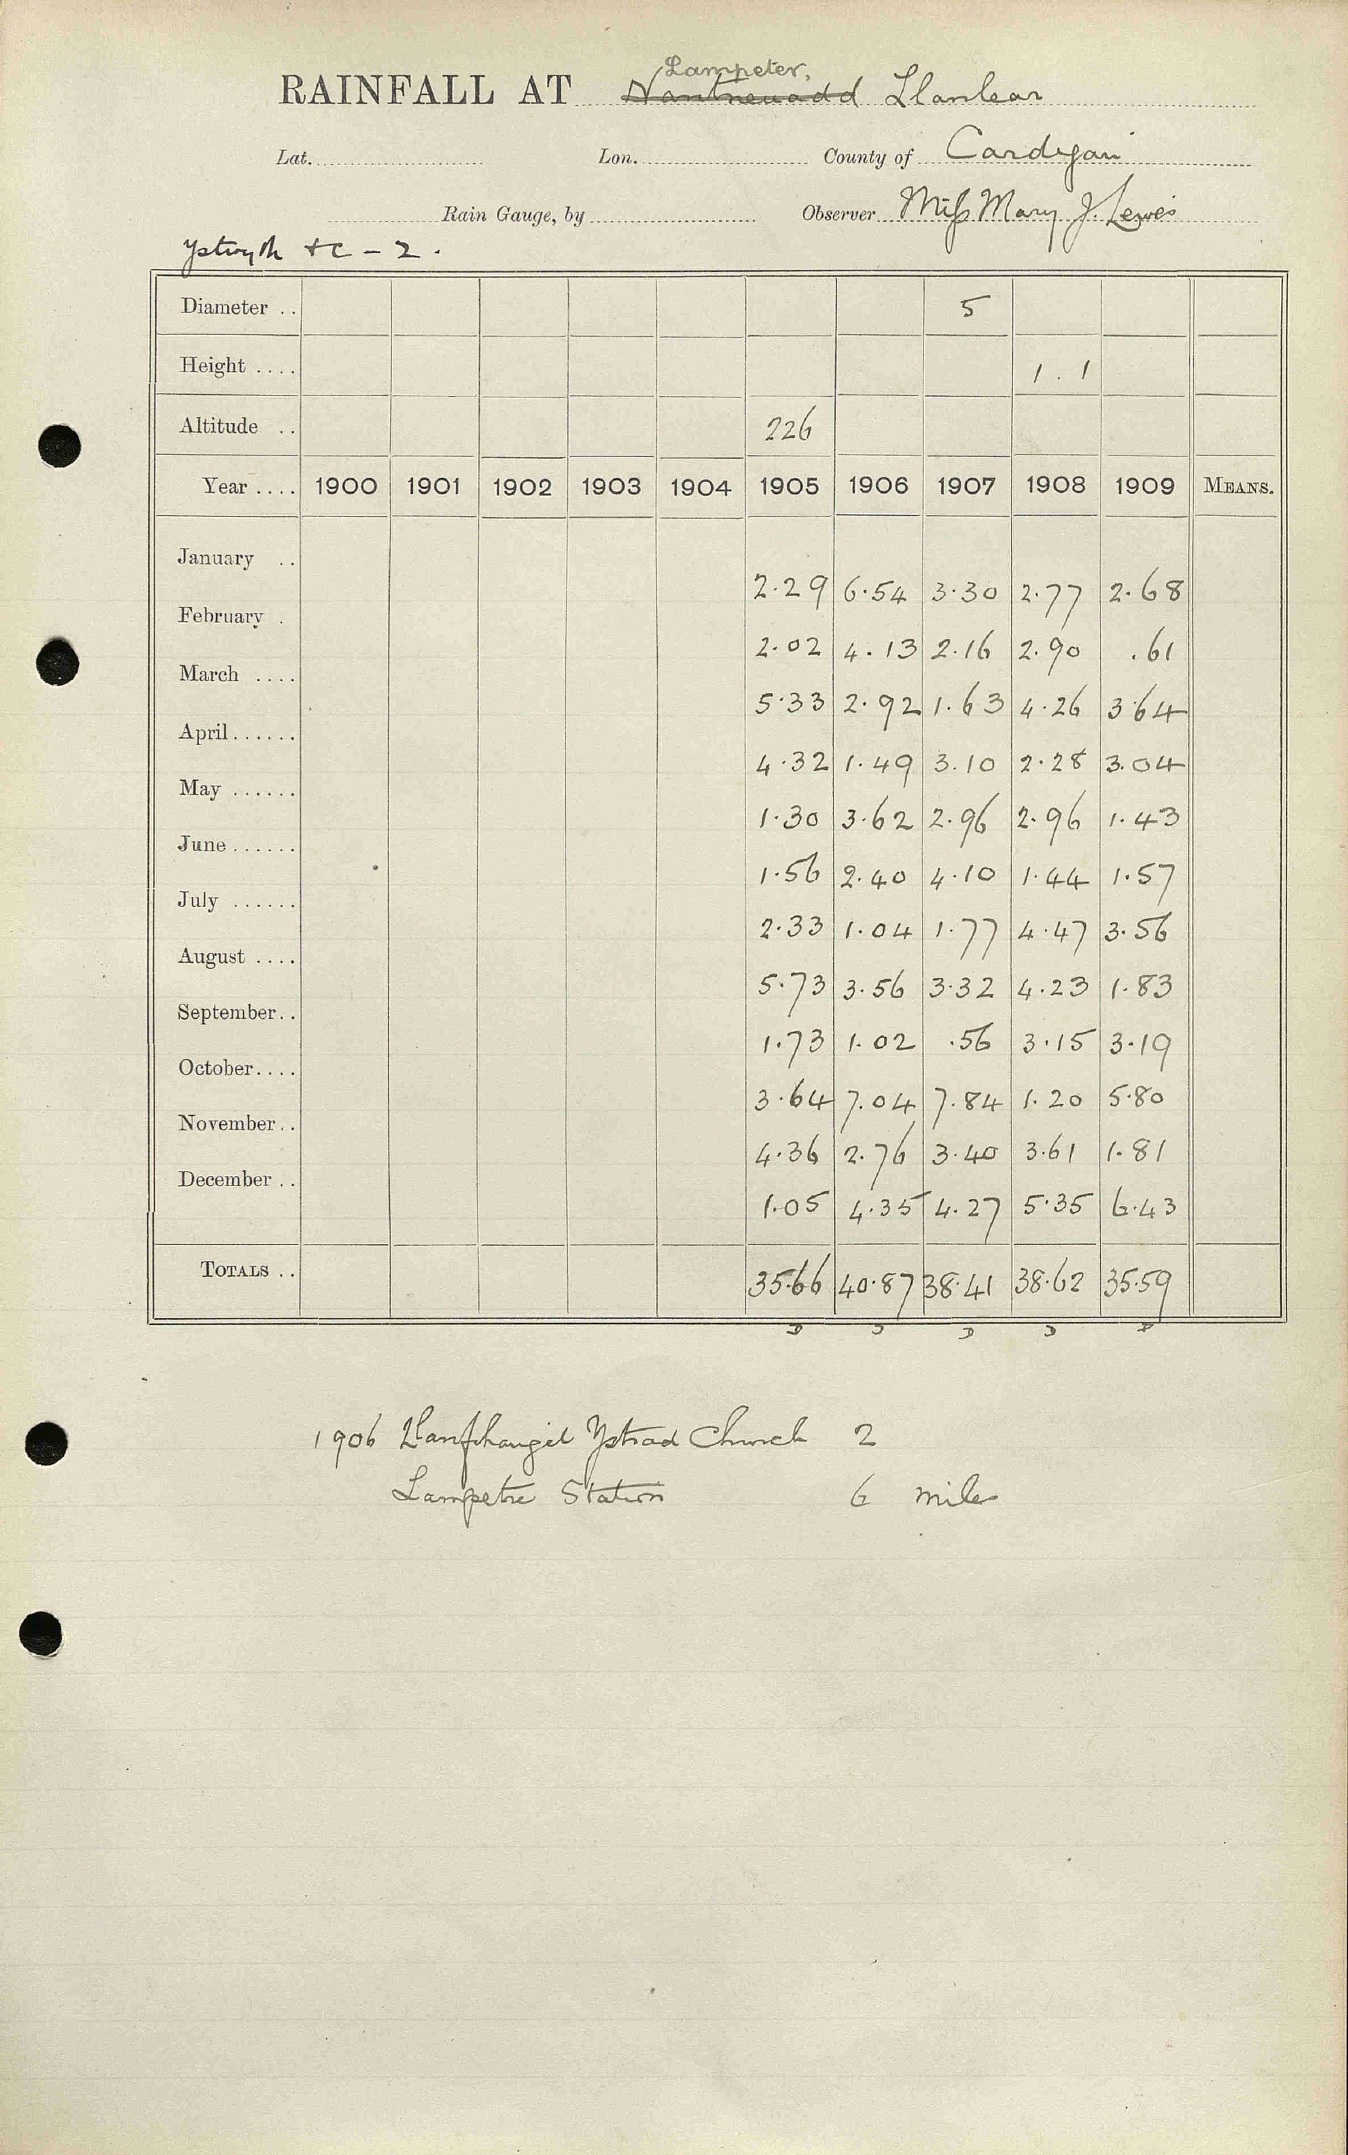 Lampeter,
RAINFALL AT Nantneuadd Llanlear
Lat. Lon. County of Cardigan
Rain Gauge, by Observer Miss Mary J. Lewes
Ystwyth &c - 2.
Diameter .. 5
Height .... 1.1
Altitude .. 226
Year .... 1900 1901 1902 1903 1904 1905 1906 1907 1908 1909 MEANS.
January .. 2.29 6.54 3.30 2.77 2.68
February . 2.02 4.13 2.16 2.90 .61
March .... 5.33 2.92 1.63 4.26 3.64
April...... 4.32 1.49 3.10 2.28 3.04
May ...... 1.30 3.62 2.96 2.96 1.43
June...... 1.56 2.40 4.10 1.44 1.57
July ...... 2.33 1.04 1.77 4.47 3.56
August .... 5.73 3.56 3.32 4.23 1.83
September.. 1.73 1.02 .56 3.15 3.19
October.... 3.64 7.04 7.84 1.20 5.80
November.. 4.36 2.76 3.40 3.61 1.81
December .. 1.05 4.35 4.27 5.35 6.43
TOTALS .. 35.66 40.87 38.41 38.62 35.59
1906 Llanfihangel Ystrad Church 2
Lampeter Station 6 miles